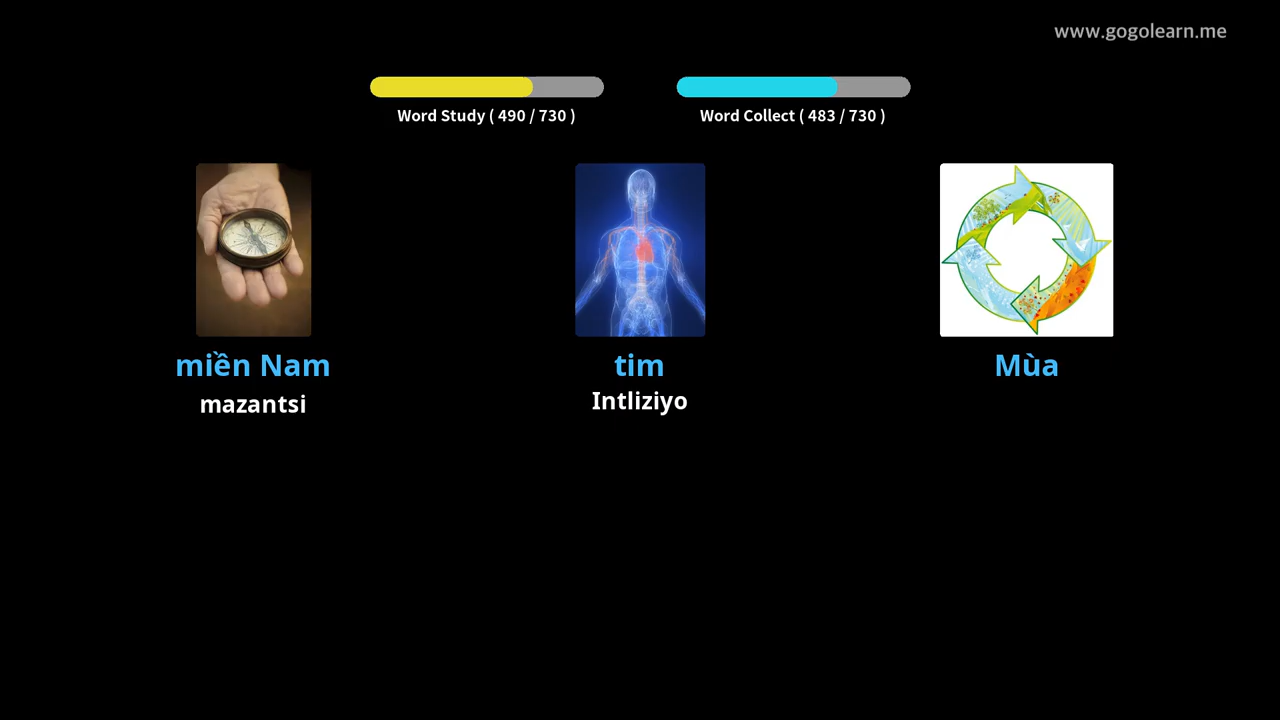 www.gogolearn.me
Word Study ( 490 / 730 )
Word Collect ( 483 / 730 )
miền Nam
mazantsi
tim
Intliziyo
Mùa